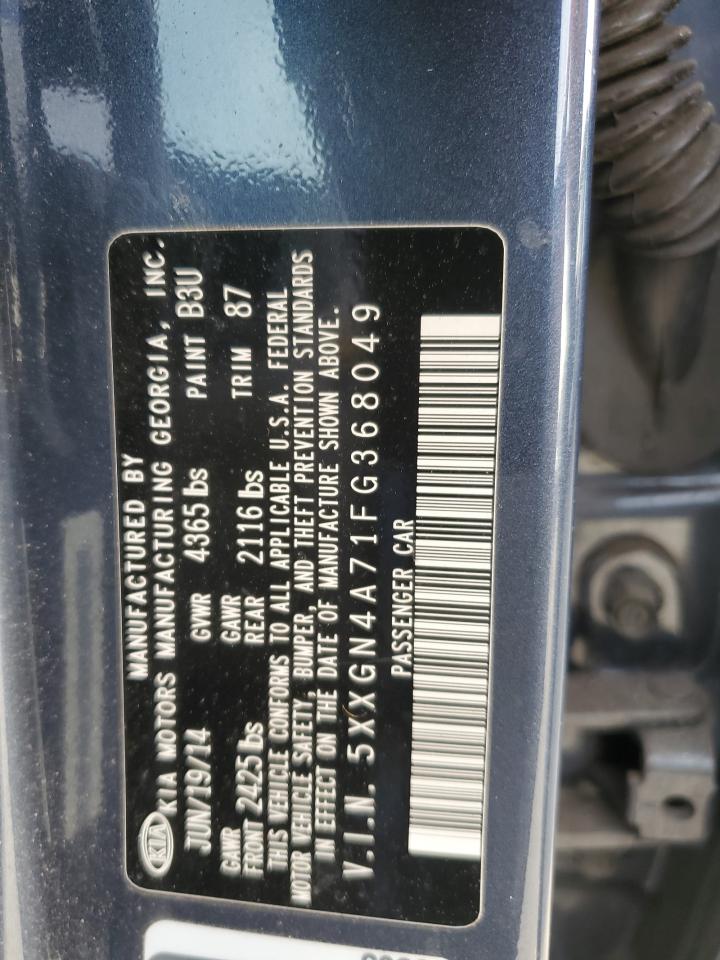 MANUFACTURED BY
KIA KIA MOTORS MANUFACTURING GEORGIA, INC.
JUN/19/14 GVWR 4365 lbs PAINT B3U
GAWR FRONT 2425 lbs GAWR REAR 2116 lbs TRIM 87
THIS VEHICLE CONFORMS TO ALL APPLICABLE U.S.A. FEDERAL
MOTOR VEHICLE SAFETY, BUMPER, AND THEFT PREVENTION STANDARDS
IN EFFECT ON THE DATE OF MANUFACTURE SHOWN ABOVE.
V.I.N. 5XXGN4A71FG368049
PASSENGER CAR